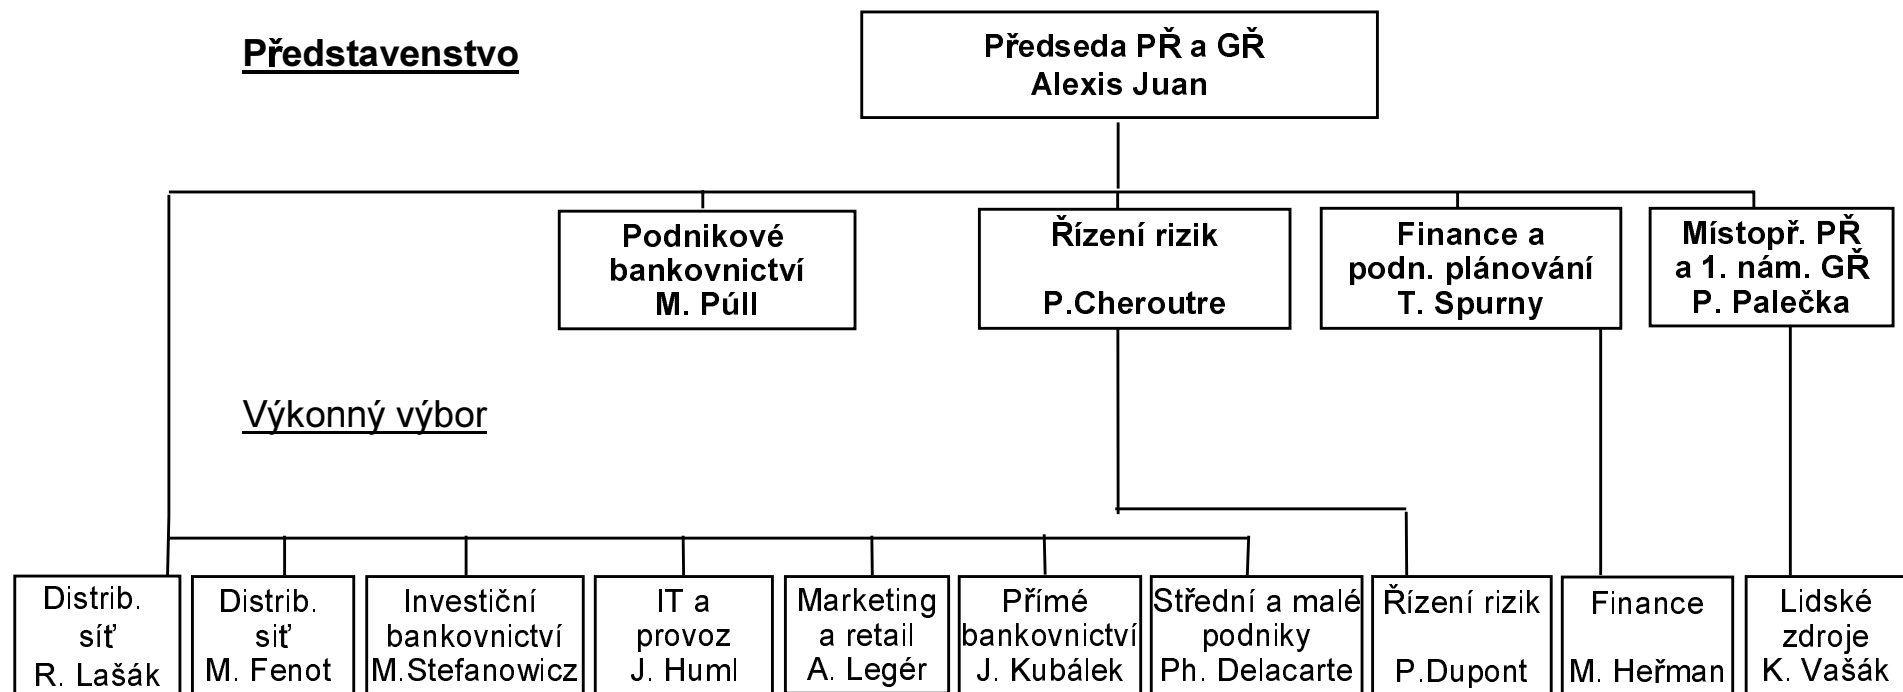 Představenstvo
Předseda PŘ a GŘ
Alexis Juan
Podnikové
bankovnictví
M. Púll
Řízení rizik
P.Cheroutre
Finance a
podn. plánování
T. Spurny
Místopř. PŘ
a 1. nám. GŘ
P. Palečka
Výkonný výbor
Distrib.
síť
R. Lašák
Distrib.
siť
M. Fenot
Investiční
bankovnictví
M.Stefanowicz
IT a
provoz
J. Huml
Marketing
a retail
A. Legér
Přímé
bankovnictví
J. Kubálek
Střední a malé
podniky
Ph. Delacarte
Řízení rizik
P.Dupont
Finance
M. Heřman
Lidské
zdroje
K. Vašák